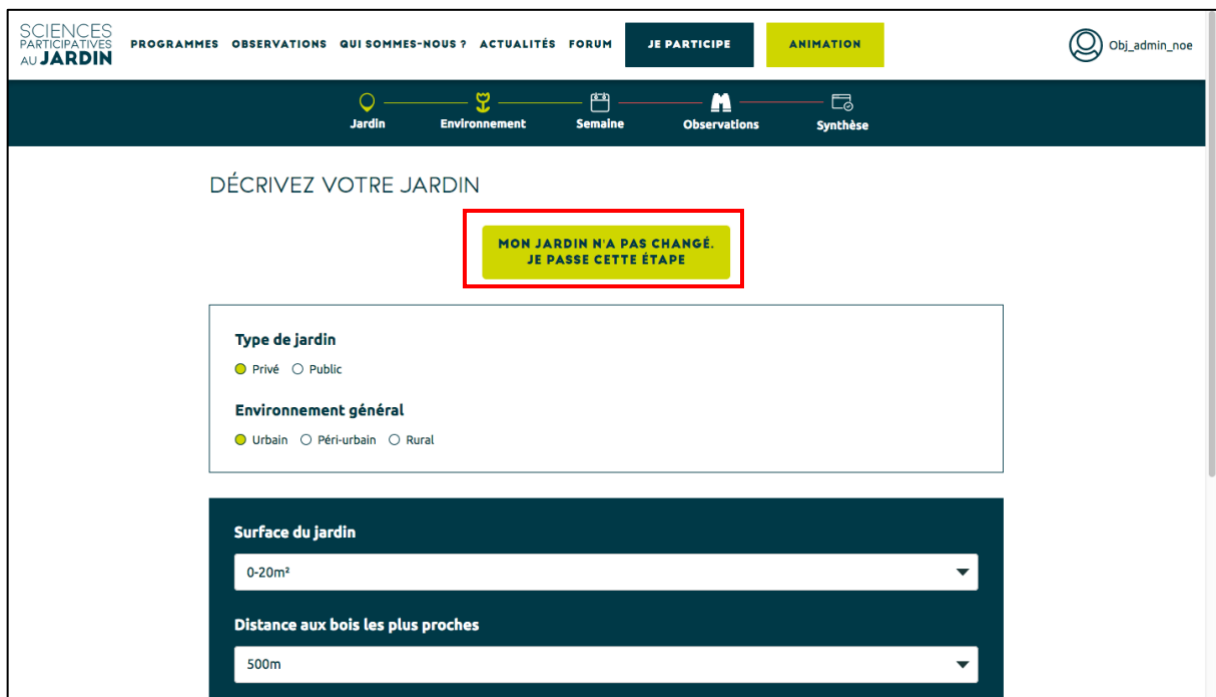 SCIENCES
PARTICIPATIVES
AU JARDIN
PROGRAMMES OBSERVATIONS QUI SOMMES-NOUS ? ACTUALITÉS FORUM JE PARTICIPE ANIMATION Obj_admin_noe
Jardin Environnement Semaine Observations Synthèse
DÉCRIVEZ VOTRE JARDIN
MON JARDIN N'A PAS CHANGÉ.
JE PASSE CETTE ÉTAPE
Type de jardin
Privé Public
Environnement général
Urbain Péri-urbain Rural
Surface du jardin
0-20m²
Distance aux bois les plus proches
500m